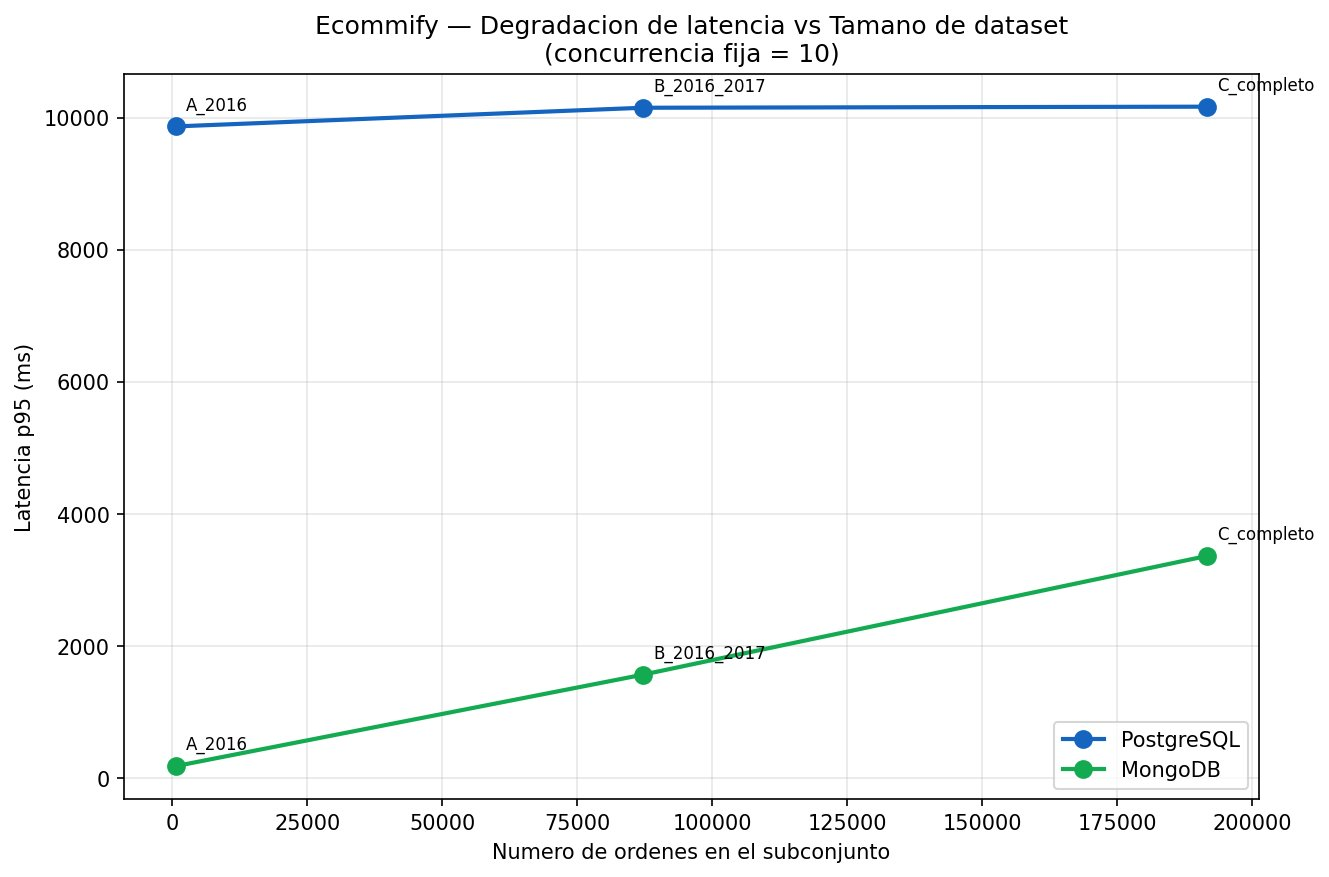 Ecommify — Degradacion de latencia vs Tamano de dataset
(concurrencia fija = 10)
A_2016
B_2016_2017
C_completo
10000
8000
6000
4000
2000
0
Latencia p95 (ms)
C_completo
B_2016_2017
A_2016
PostgreSQL
MongoDB
0
25000
50000
75000
100000
125000
150000
175000
200000
Numero de ordenes en el subconjunto